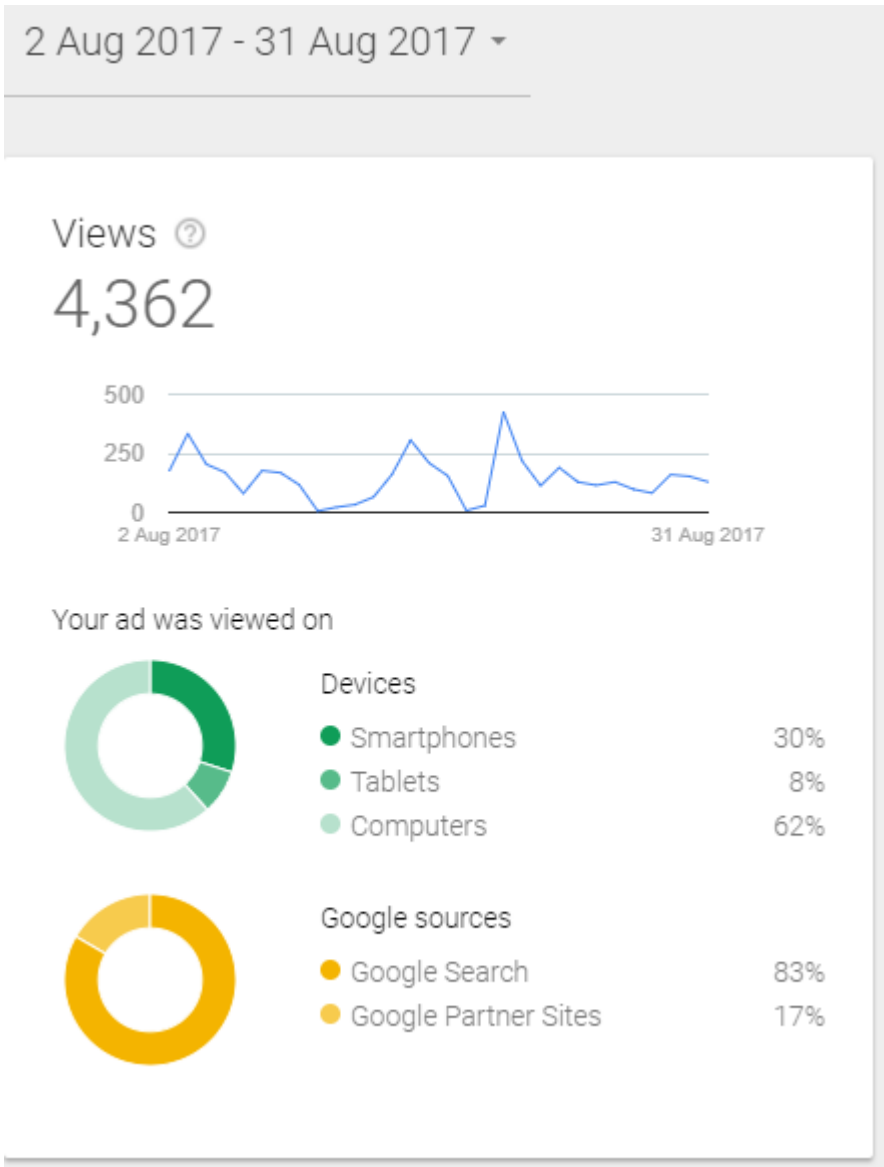 2 Aug 2017 - 31 Aug 2017
Views ?
4,362
500
250
0
2 Aug 2017 31 Aug 2017
Your ad was viewed on
Devices
Smartphones 30%
Tablets 8%
Computers 62%
Google sources
Google Search 83%
Google Partner Sites 17%